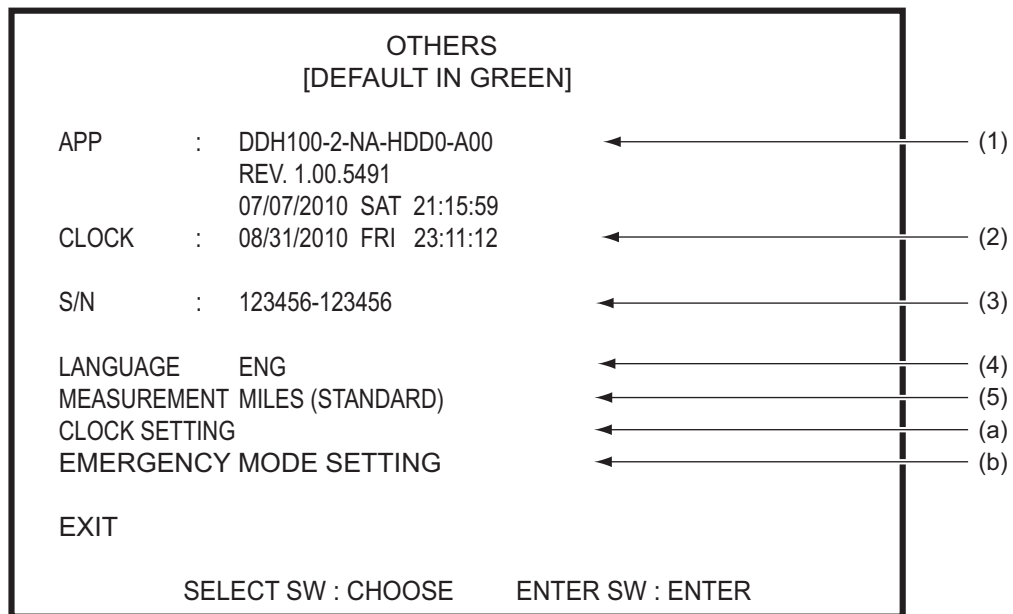 OTHERS
[DEFAULT IN GREEN]
APP : DDH100-2-NA-HDD0-A00 (1)
REV. 1.00.5491
07/07/2010 SAT 21:15:59
CLOCK : 08/31/2010 FRI 23:11:12 (2)
S/N : 123456-123456 (3)
LANGUAGE ENG (4)
MEASUREMENT MILES (STANDARD) (5)
CLOCK SETTING (a)
EMERGENCY MODE SETTING (b)
EXIT
SELECT SW : CHOOSE ENTER SW : ENTER